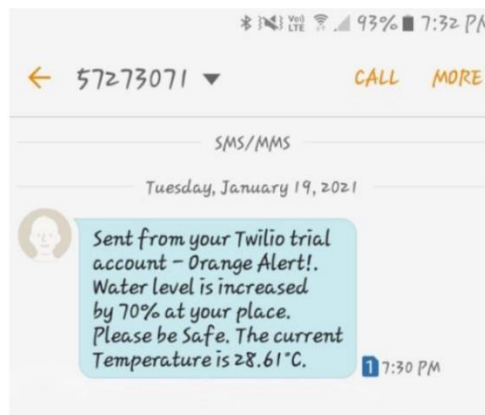 Vo) LTE 93% 7:32 PM
57273071 CALL MORE
SMS/MMS
Tuesday, January 19, 2021
Sent from your Twilio trial
account - Orange Alert!.
Water level is increased
by 70% at your place.
Please be Safe. The current
Temperature is 28.61°C.
1 7:30 PM